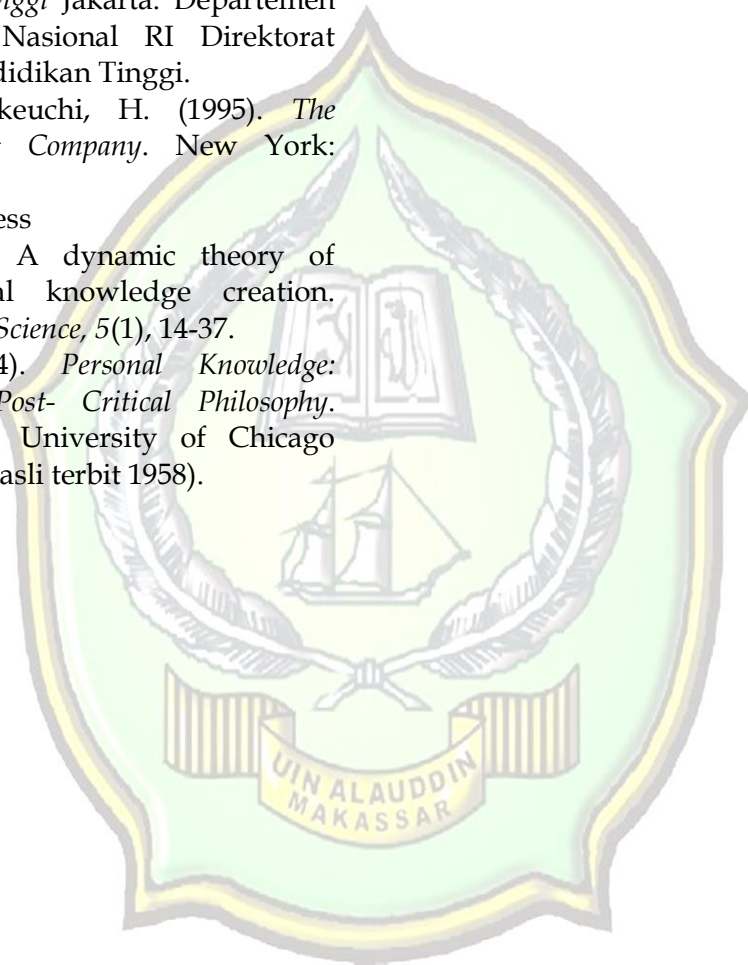 nggi Jakarta: Departemen
Nasional RI Direktorat
didikan Tinggi.
keuchi, H. (1995). The
Company. New York:
ess
A dynamic theory of
al knowledge creation.
Science, 5(1), 14-37.
4). Personal Knowledge:
Post- Critical Philosophy.
University of Chicago
asli terbit 1958).
UIN ALAUDDIN
MAKASSAR